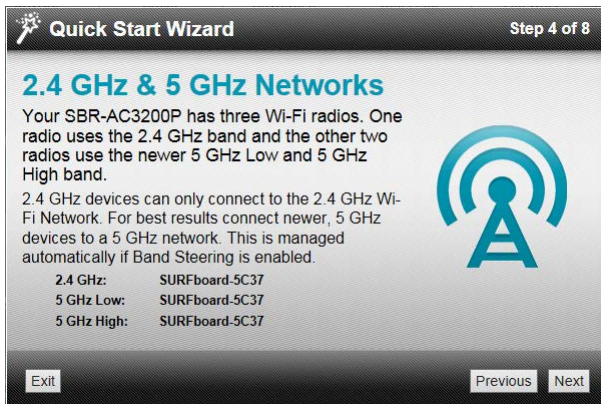 Quick Start Wizard
Step 4 of 8
2.4 GHz & 5 GHz Networks
Your SBR-AC3200P has three Wi-Fi radios. One
radio uses the 2.4 GHz band and the other two
radios use the newer 5 GHz Low and 5 GHz
High band.
2.4 GHz devices can only connect to the 2.4 GHz Wi-
Fi Network. For best results connect newer, 5 GHz
devices to a 5 GHz network. This is managed
automatically if Band Steering is enabled.
2.4 GHz: SURFboard-5C37
5 GHz Low: SURFboard-5C37
5 GHz High: SURFboard-5C37
Exit
Previous Next